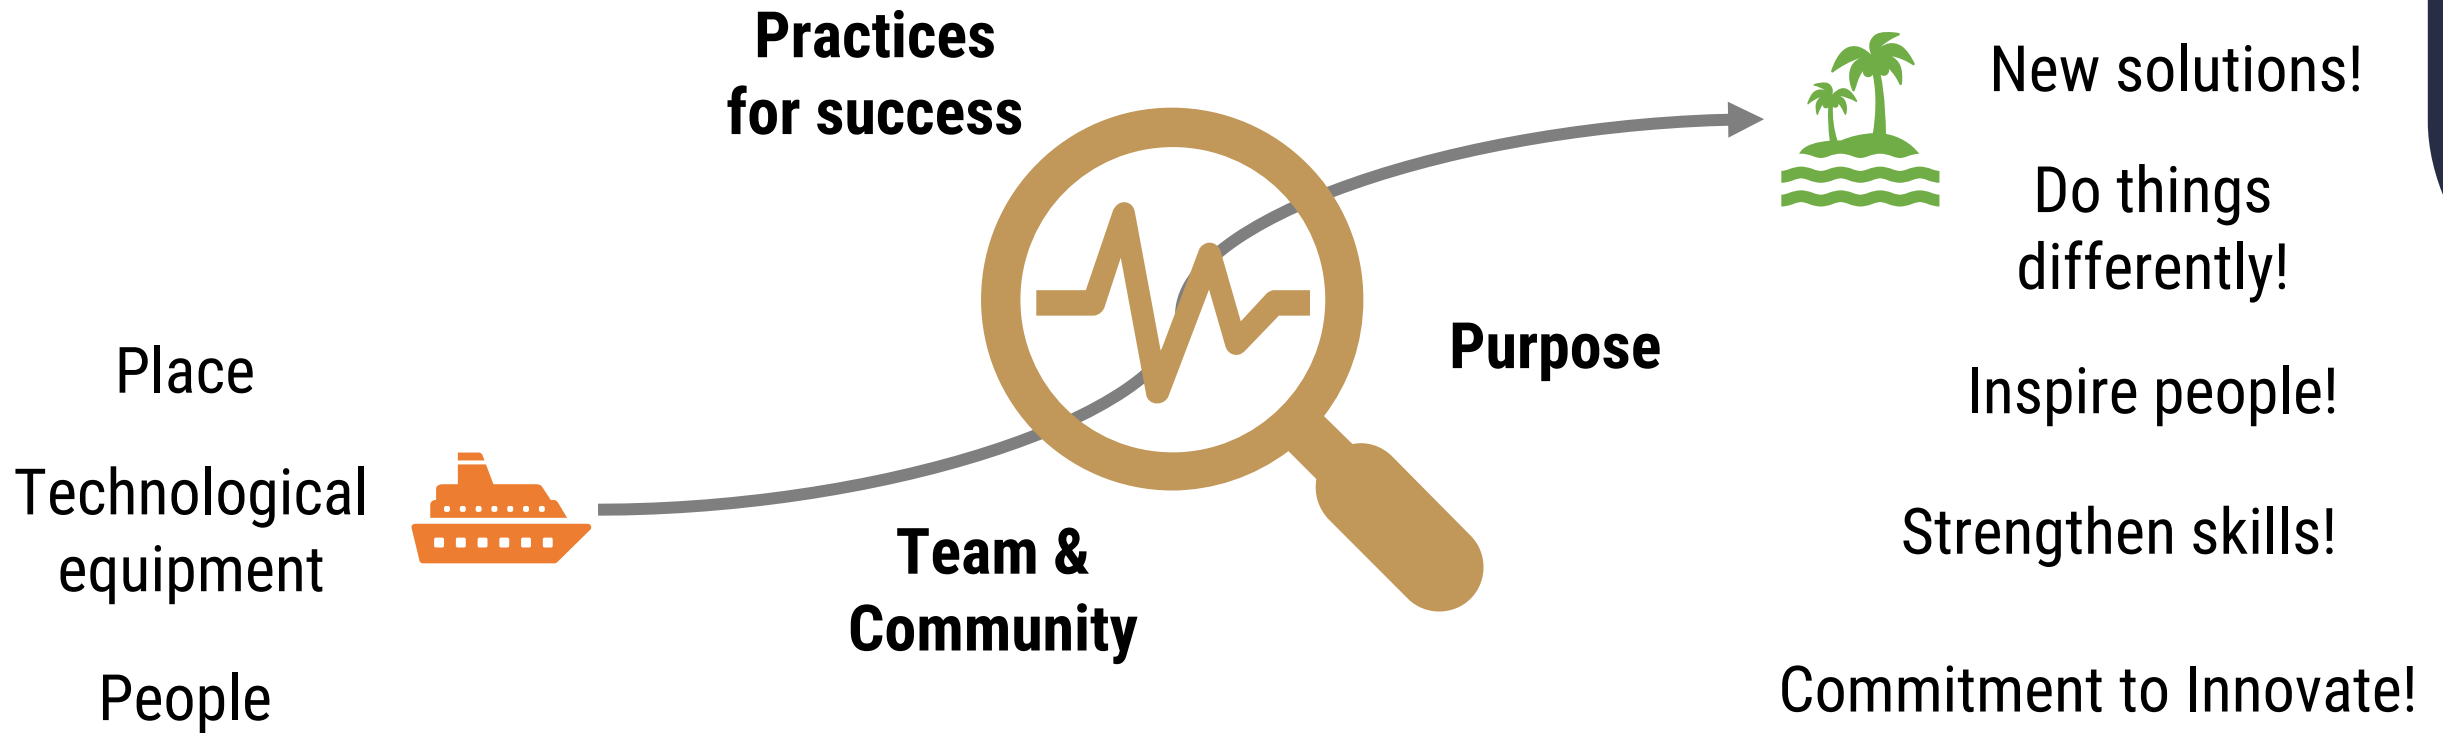 Practices
for success
New solutions!
Do things
differently!
Purpose
Place
Inspire people!
Technological
equipment
Strengthen skills!
Team &
Community
People
Commitment to Innovate!